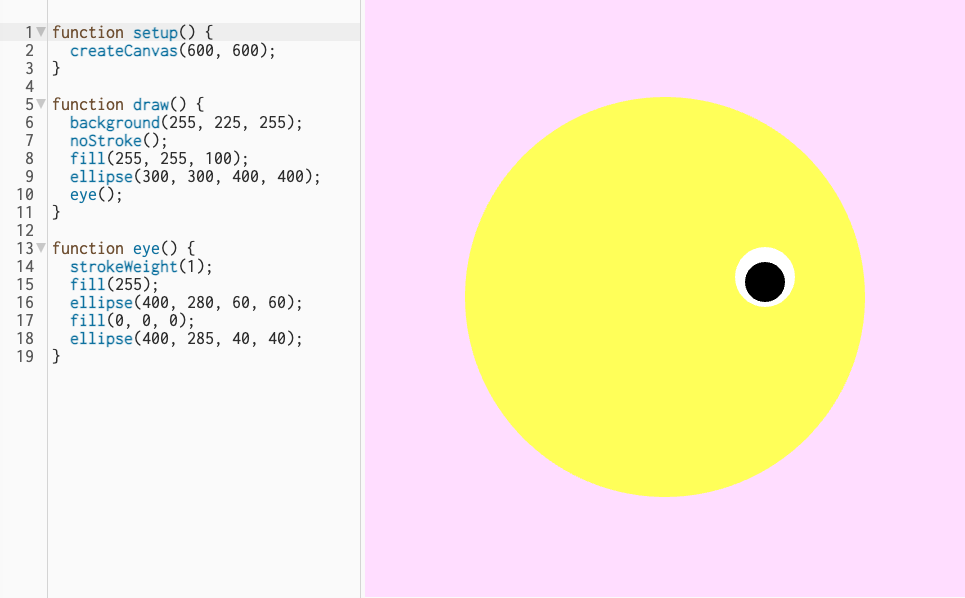 1 function setup() {
2   createCanvas(600, 600);
3 }
4
5 function draw() {
6   background(255, 225, 255);
7   noStroke();
8   fill(255, 255, 100);
9   ellipse(300, 300, 400, 400);
10   eye();
11 }
12
13 function eye() {
14   strokeWeight(1);
15   fill(255);
16   ellipse(400, 280, 60, 60);
17   fill(0, 0, 0);
18   ellipse(400, 285, 40, 40);
19 }